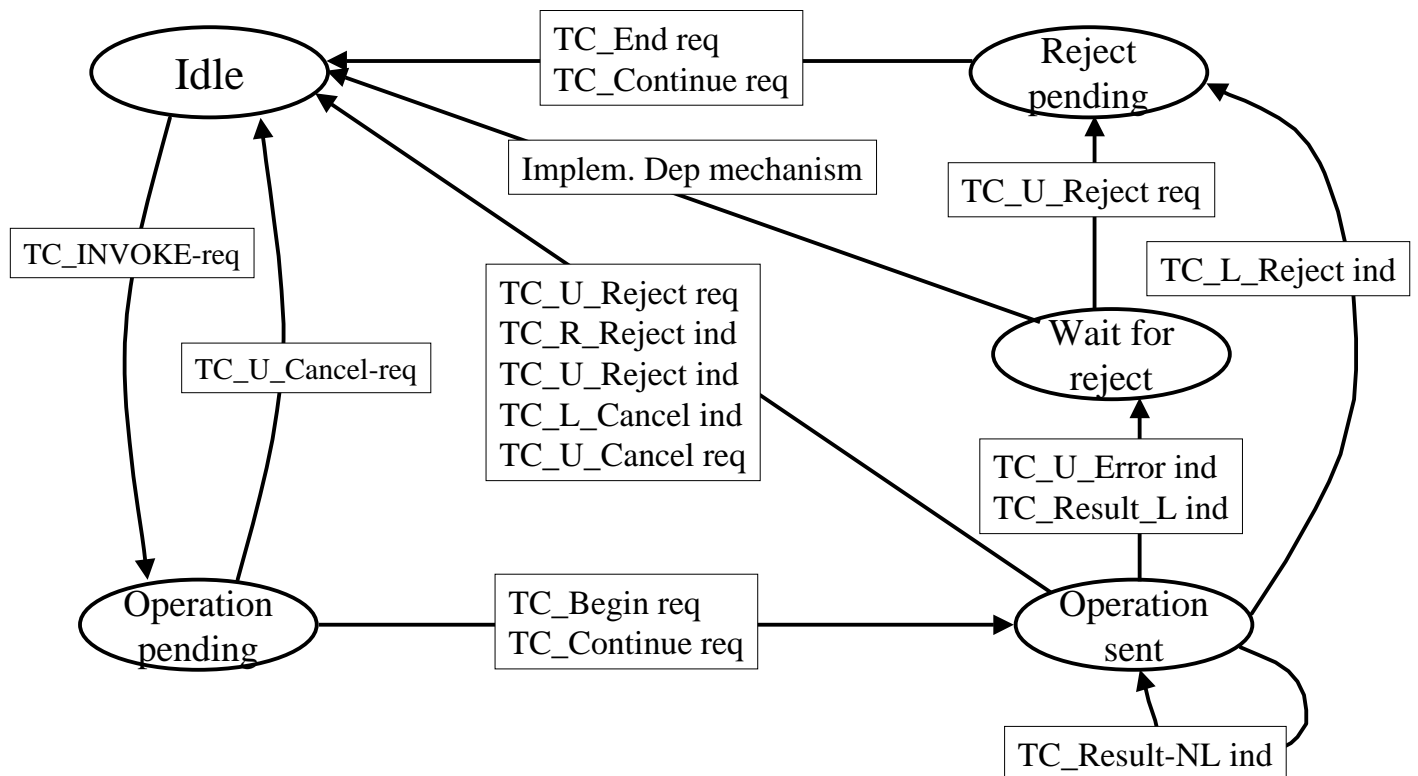 TC_End req
TC_Continue req
Idle
Reject
pending
Implem. Dep mechanism
TC_U_Reject req
TC_INVOKE-req
TC_L_Reject ind
TC_U_Reject req
TC_R_Reject ind
TC_U_Reject ind
TC_L_Cancel ind
TC_U_Cancel req
Wait for
reject
TC_U_Cancel-req
TC_U_Error ind
TC_Result_L ind
Operation
pending
TC_Begin req
TC_Continue req
Operation
sent
TC_Result-NL ind